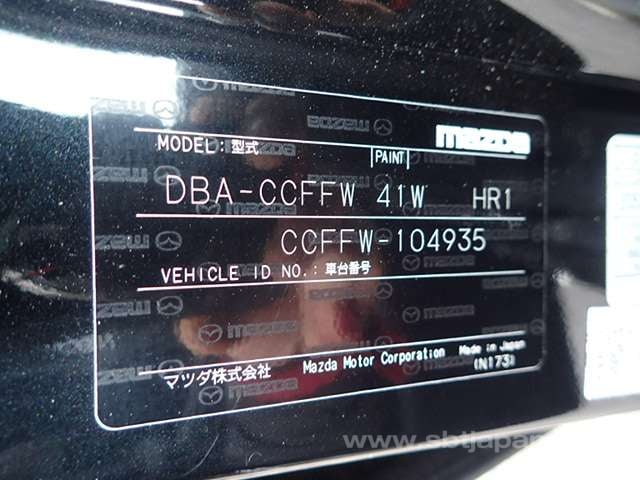 mazda
MODEL:型式 PAINT
DBA-CCFFW 41W HR1
CCFFW-104935
VEHICLE ID NO.:車台番号
マツダ株式会社 Mazda Motor Corporation Made in Japan
(N173)
www.sbtjapan